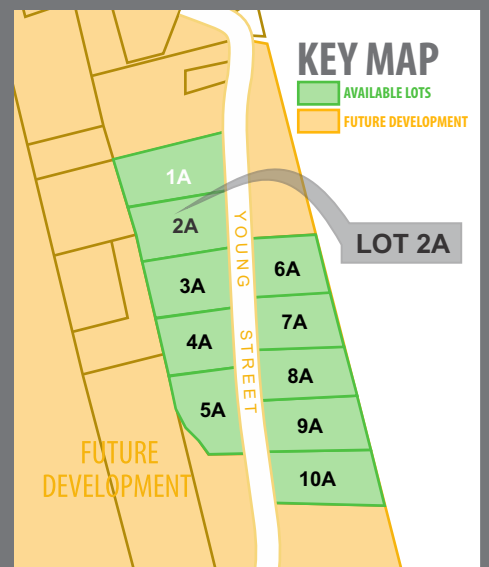 KEY MAP
AVAILABLE LOTS
FUTURE DEVELOPMENT
1A
2A
LOT 2A
YOUNG STREET
3A
4A
5A
6A
7A
8A
9A
10A
FUTURE
DEVELOPMENT